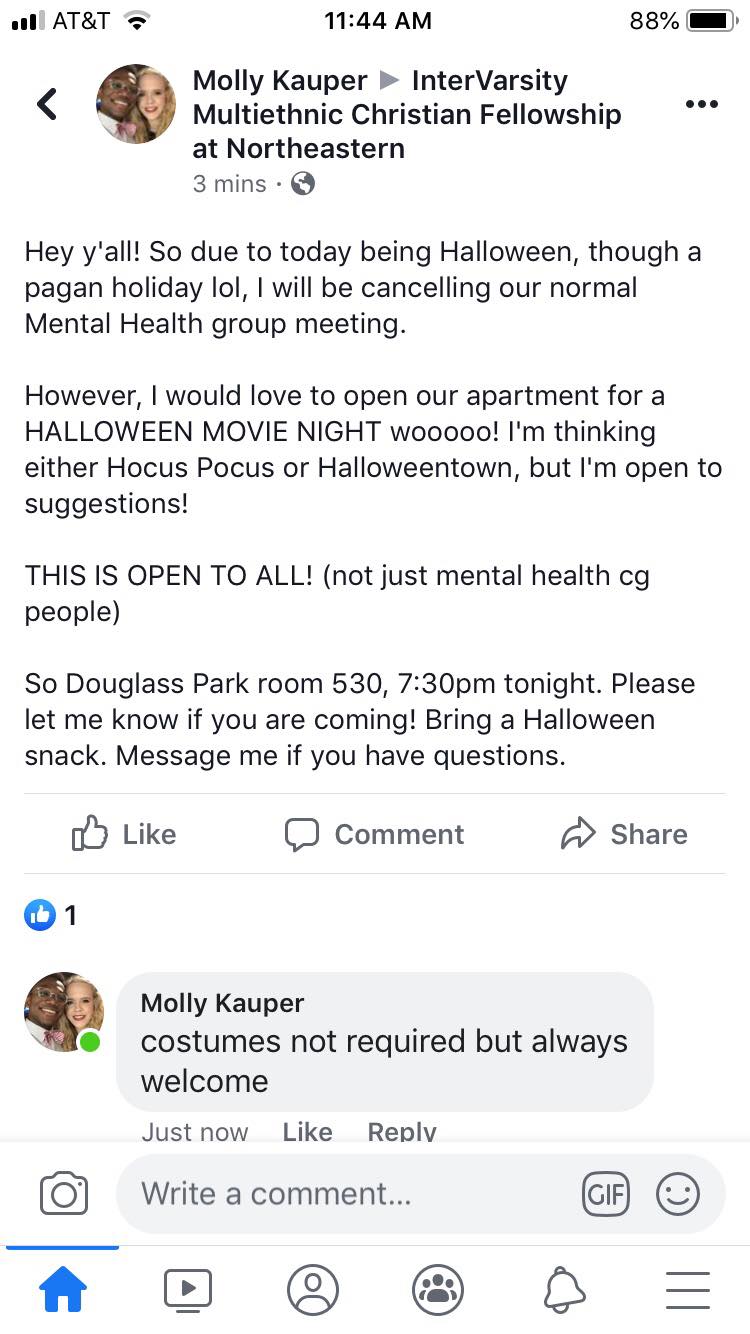 AT&T 11:44 AM 88%
Molly Kauper ▶ InterVarsity
Multiethnic Christian Fellowship
at Northeastern
3 mins ·
Hey y'all! So due to today being Halloween, though a
pagan holiday lol, I will be cancelling our normal
Mental Health group meeting.
However, I would love to open our apartment for a
HALLOWEEN MOVIE NIGHT wooooo! I'm thinking
either Hocus Pocus or Halloweentown, but I'm open to
suggestions!
THIS IS OPEN TO ALL! (not just mental health cg
people)
So Douglass Park room 530, 7:30pm tonight. Please
let me know if you are coming! Bring a Halloween
snack. Message me if you have questions.
Like Comment Share
1
Molly Kauper
costumes not required but always
welcome
Just now Like Reply
Write a comment... GIF